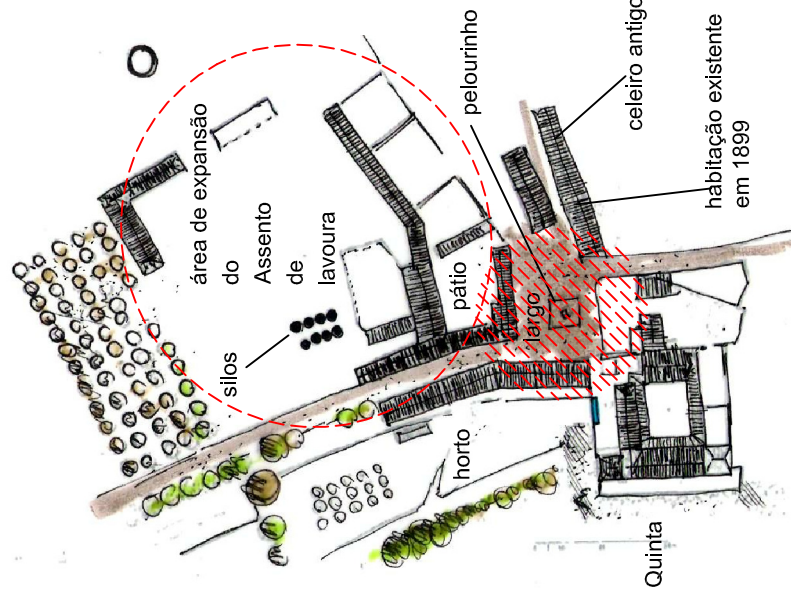 área de expansão
do Assento
de
lavoura
silos
pátio
largo
pelourinho
celeiro antigo
habitação existente
em 1899
horto
Quinta